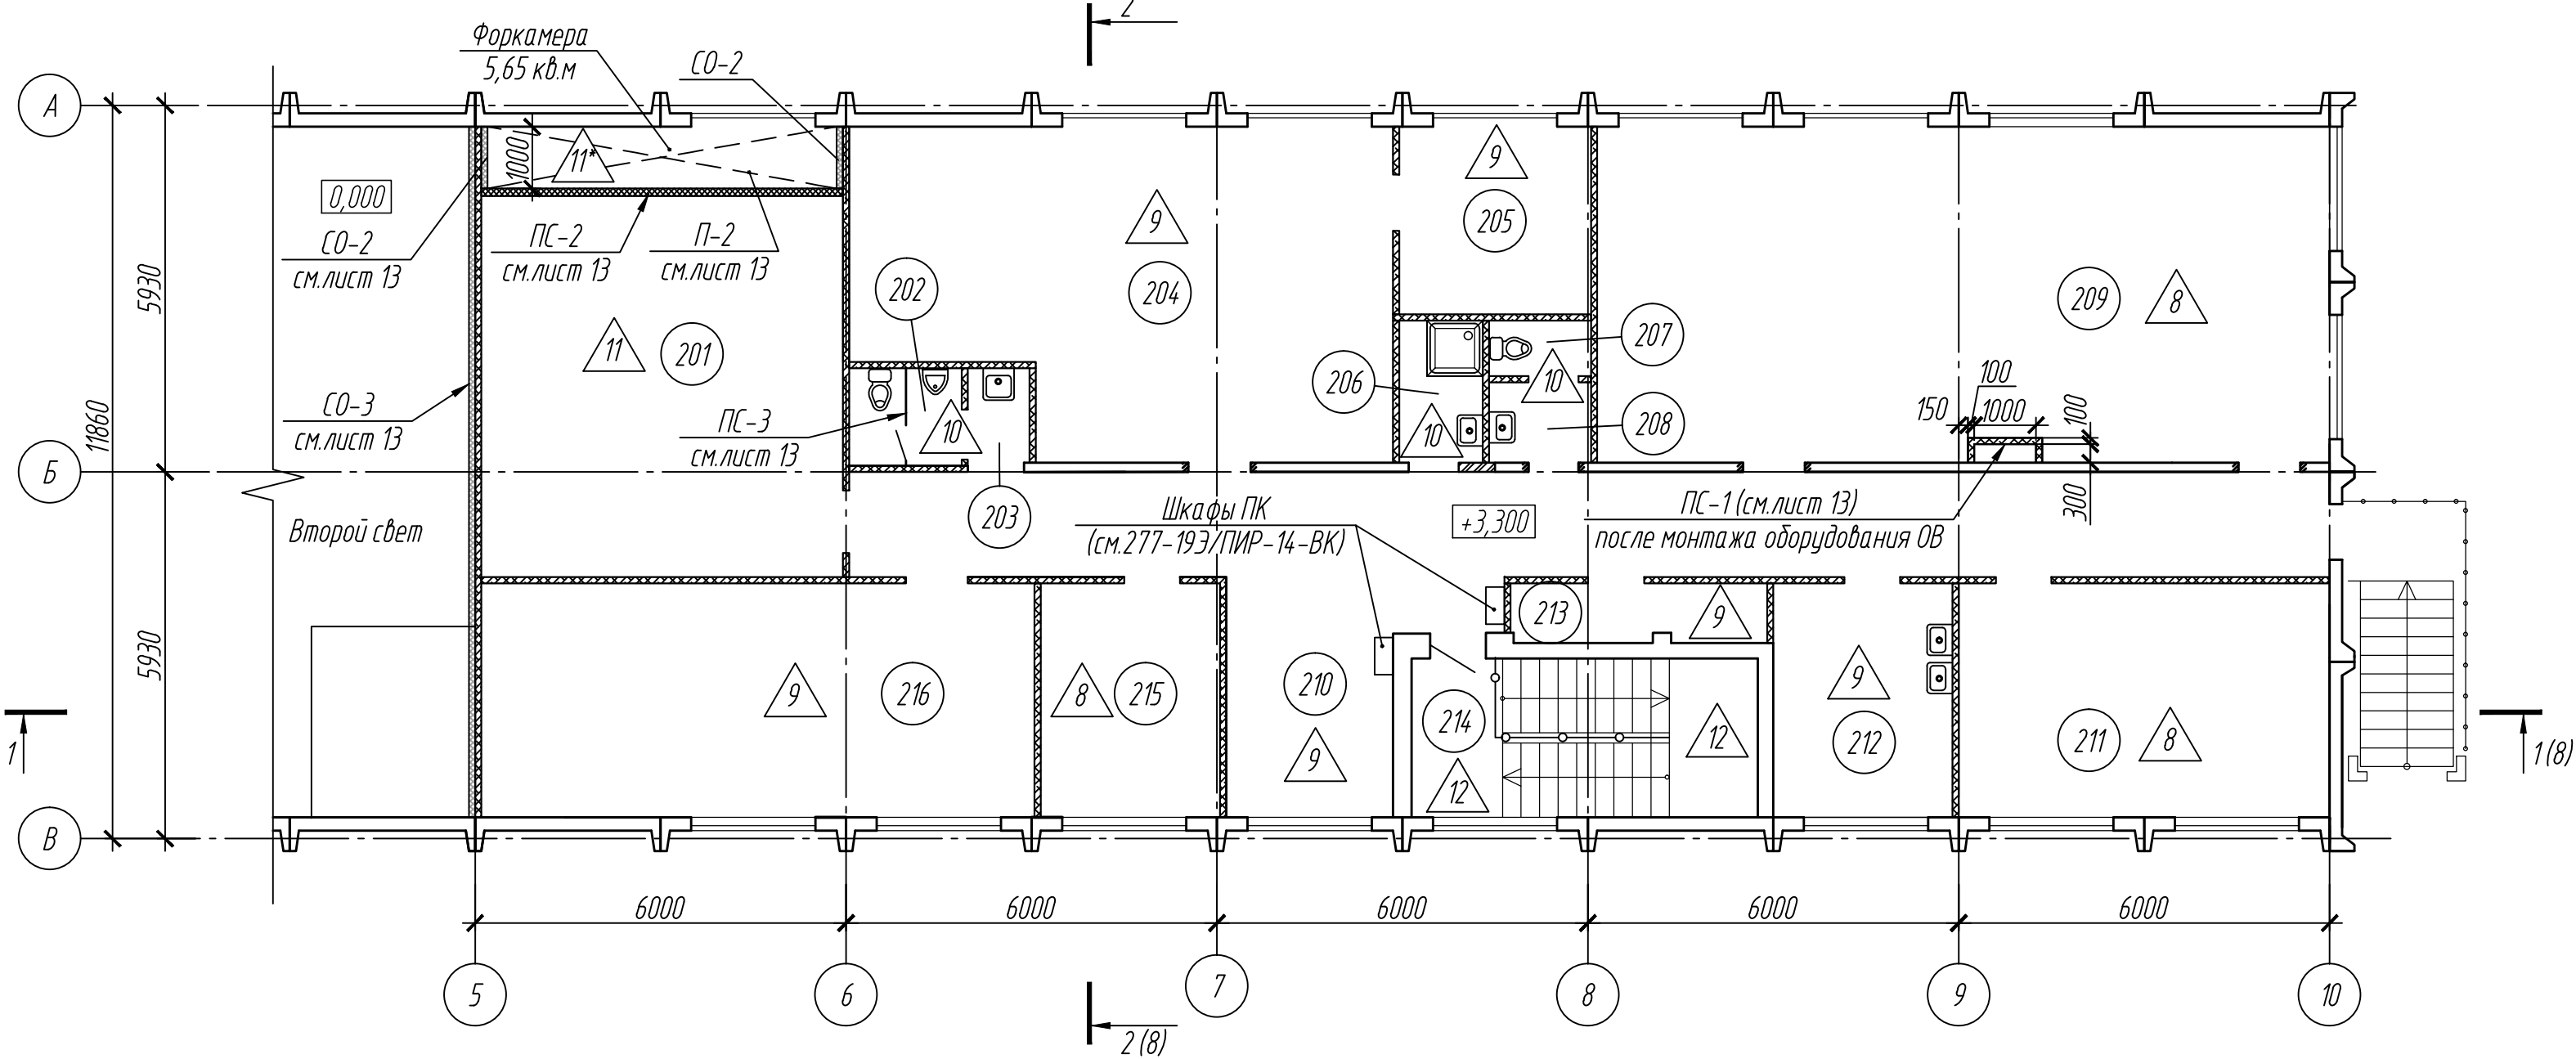 2
Форкамера
5,65 кв.м
СО-2
А
1000
11*
9
9
0,000
205
СО-2
см.лист 13
ПС-2
см.лист 13
П-2
см.лист 13
5930
202
204
209
8
11
201
207
206
10
100
СО-3
см.лист 13
ПС-3
см.лист 13
10
10
208
150
1000
100
11860
Б
Второй свет
203
Шкафы ПК
(см.277-19Э/ПИР-14-ВК)
+3,300
ПС-1 (см.лист 13)
после монтажа оборудования ОВ
300
5930
213
9
9
216
8
215
210
9
214
12
12
9
212
211
8
1
1 (8)
В
6000
6000
6000
6000
6000
5
6
7
8
9
10
2 (8)